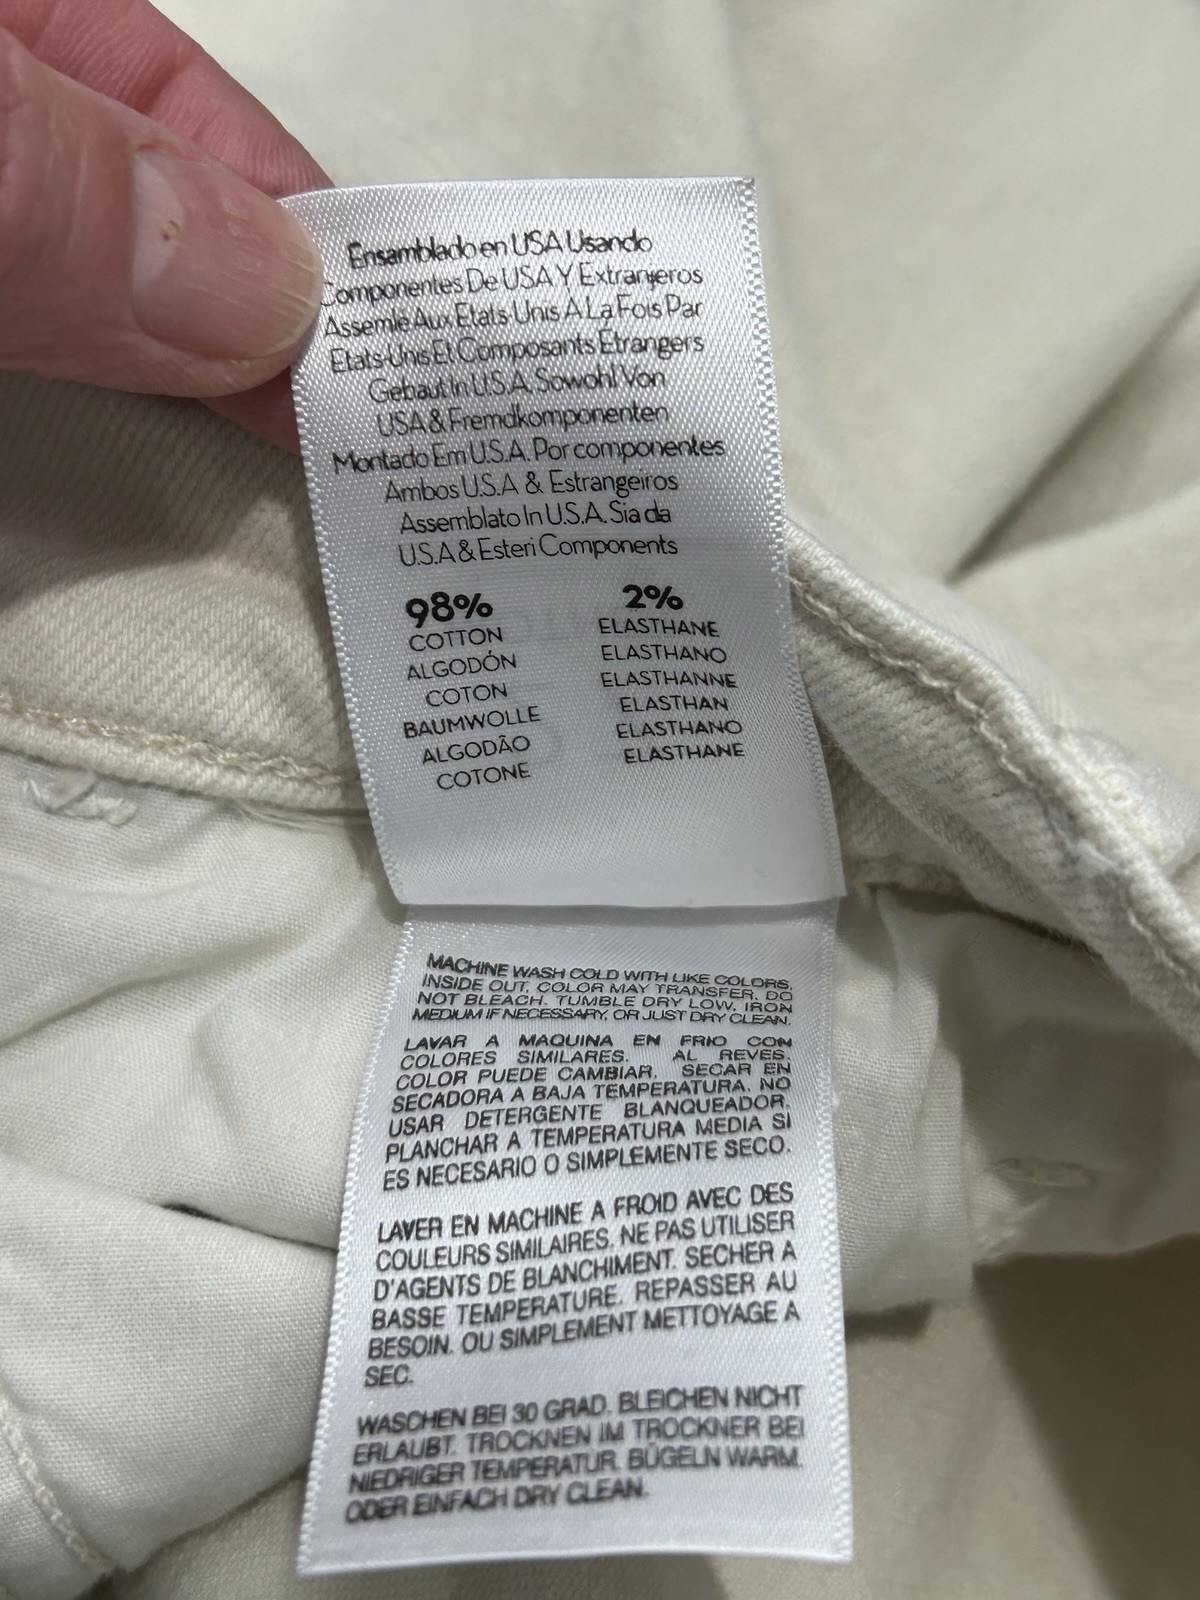 Ensamblado en USA Usando
Componentes De USA Y Extranjeros
Assemle Aux Etats-Unis A La Fois Par
Etats-Unis Et Composants Étrangers
Gebaut In U.S.A. Sowohl Von
USA & Fremdkomponenten
Montado Em U.S.A. Por componentes
Ambos U.S.A & Estrangeiros
Assemblato In U.S.A. Sia da
U.S.A & Esteri Components
98%
COTTON
ALGODÓN
COTON
BAUMWOLLE
ALGODÃO
COTONE
2%
ELASTHANE
ELASTHANO
ELASTHANNE
ELASTHAN
ELASTHANO
ELASTHANE
MACHINE WASH COLD WITH LIKE COLORS,
INSIDE OUT, COLOR MAY TRANSFER. DO
NOT BLEACH. TUMBLE DRY LOW, IRON
MEDIUM IF NECESSARY, OR JUST DRY CLEAN.
LAVAR A MAQUINA EN FRIO CON
COLORES SIMILARES. AL REVES.
COLOR PUEDE CAMBIAR. SECAR EN
SECADORA A BAJA TEMPERATURA. NO
USAR DETERGENTE BLANQUEADOR.
PLANCHAR A TEMPERATURA MEDIA SI
ES NECESARIO O SIMPLEMENTE SECO.
LAVER EN MACHINE A FROID AVEC DES
COULEURS SIMILAIRES. NE PAS UTILISER
D'AGENTS DE BLANCHIMENT. SECHER A
BASSE TEMPERATURE. REPASSER AU
BESOIN. OU SIMPLEMENT METTOYAGE A
SEC.
WASCHEN BEI 30 GRAD. BLEICHEN NICHT
ERLAUBT. TROCKNEN IM TROCKNER BEI
NIEDRIGER TEMPERATUR. BÜGELN WARM.
ODER EINFACH DRY CLEAN.